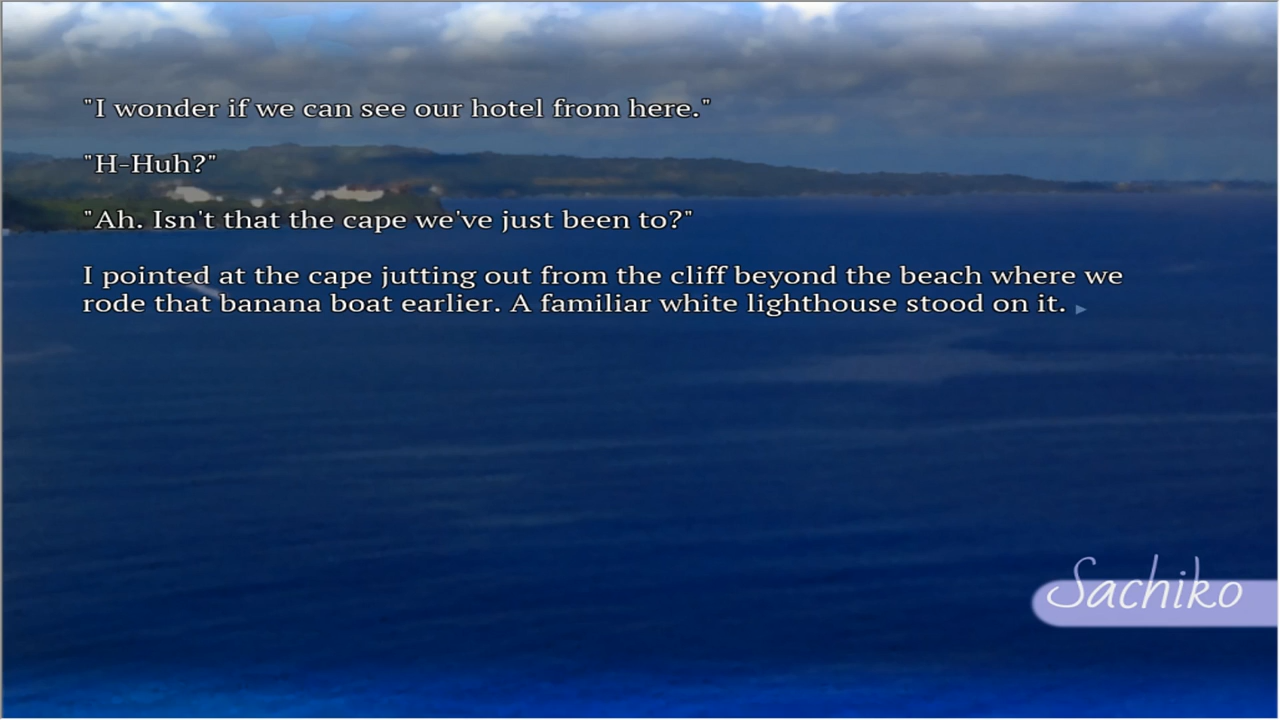 "I wonder if we can see our hotel from here."
"H-Huh?"
"Ah. Isn't that the cape we've just been to?"
I pointed at the cape jutting out from the cliff beyond the beach where we
rode that banana boat earlier. A familiar white lighthouse stood on it.
Sachiko